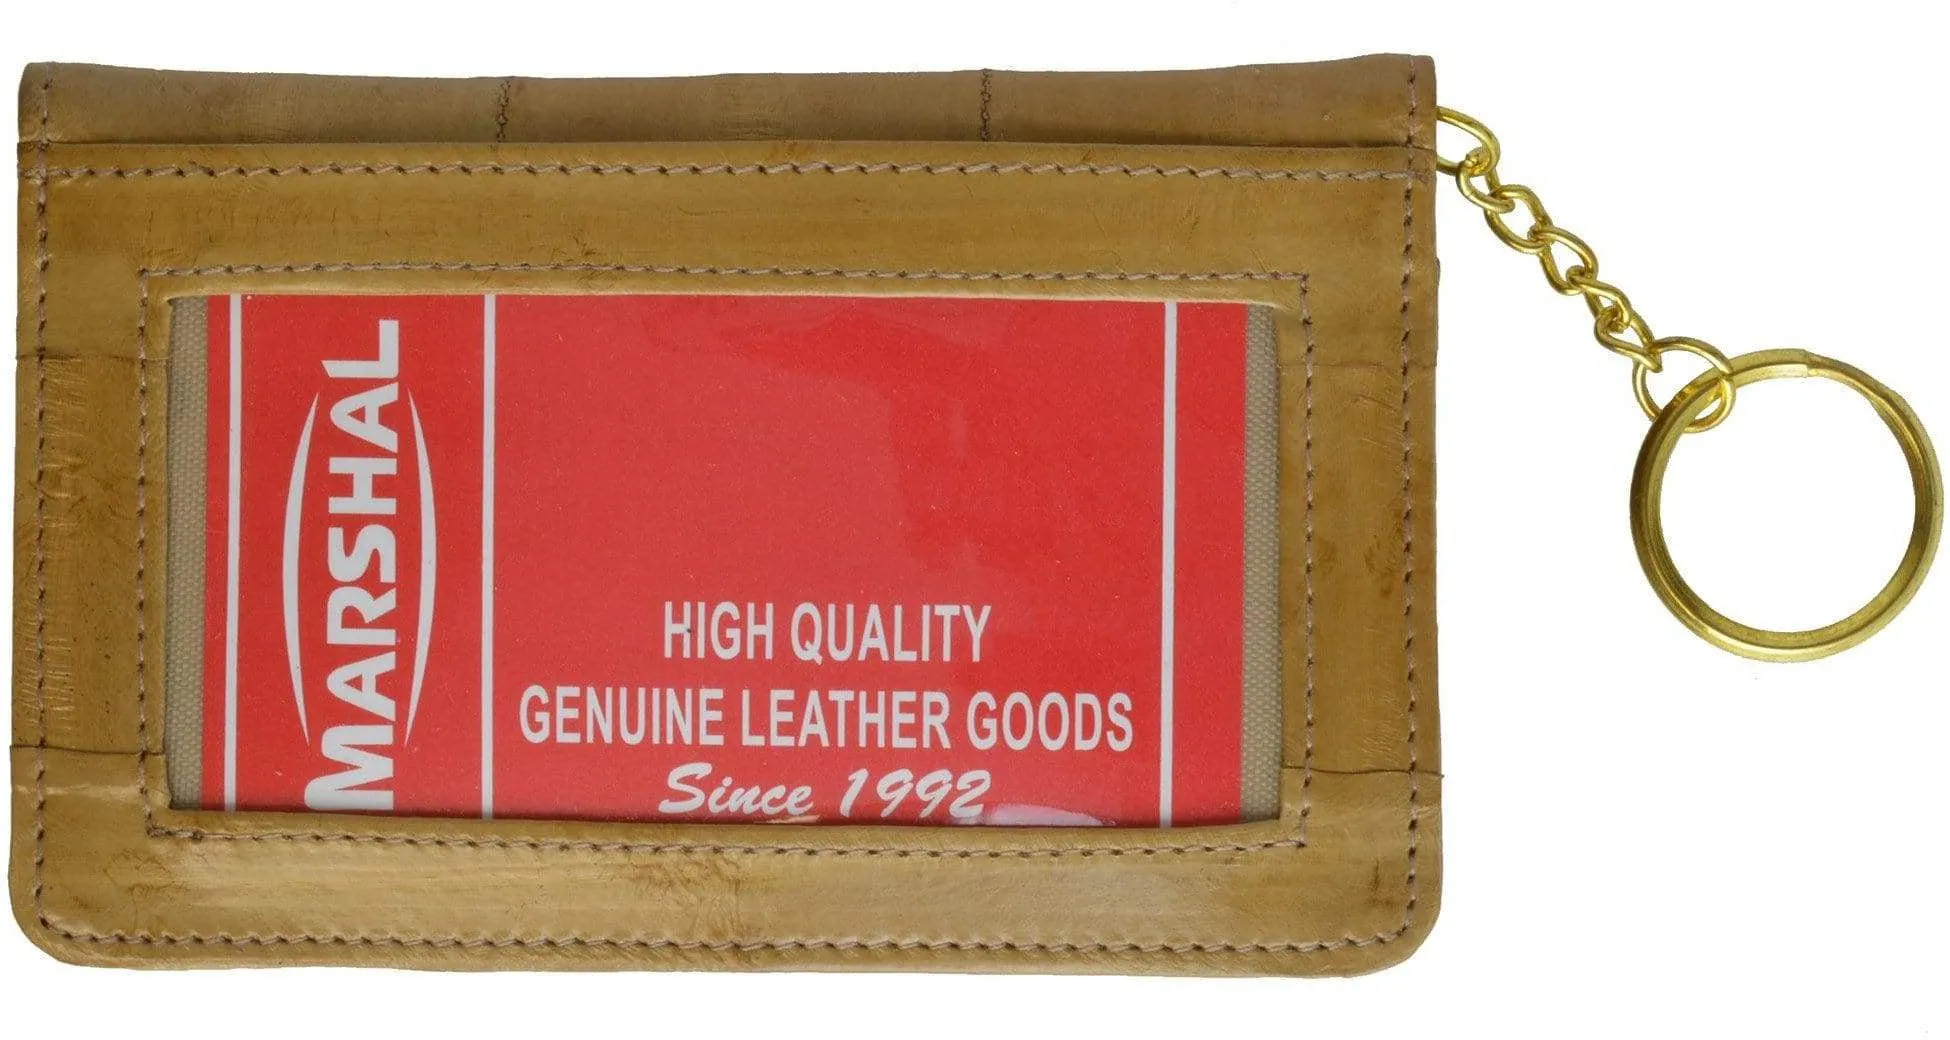 MARSHAL
HIGH QUALITY
GENUINE LEATHER GOODS
Since 1992